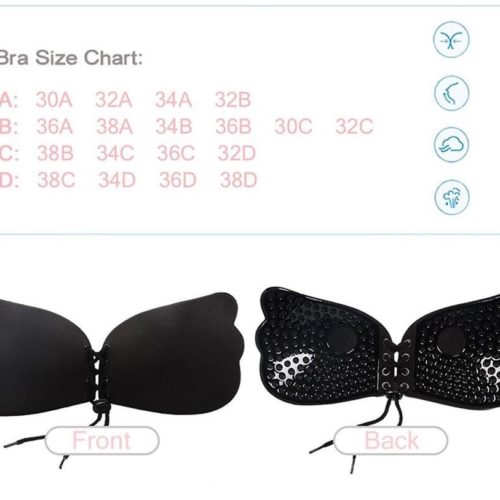 Bra Size Chart:
A: 30A 32A 34A 32B
B: 36A 38A 34B 36B 30C 32C
C: 38B 34C 36C 32D
D: 38C 34D 36D 38D
Front Back